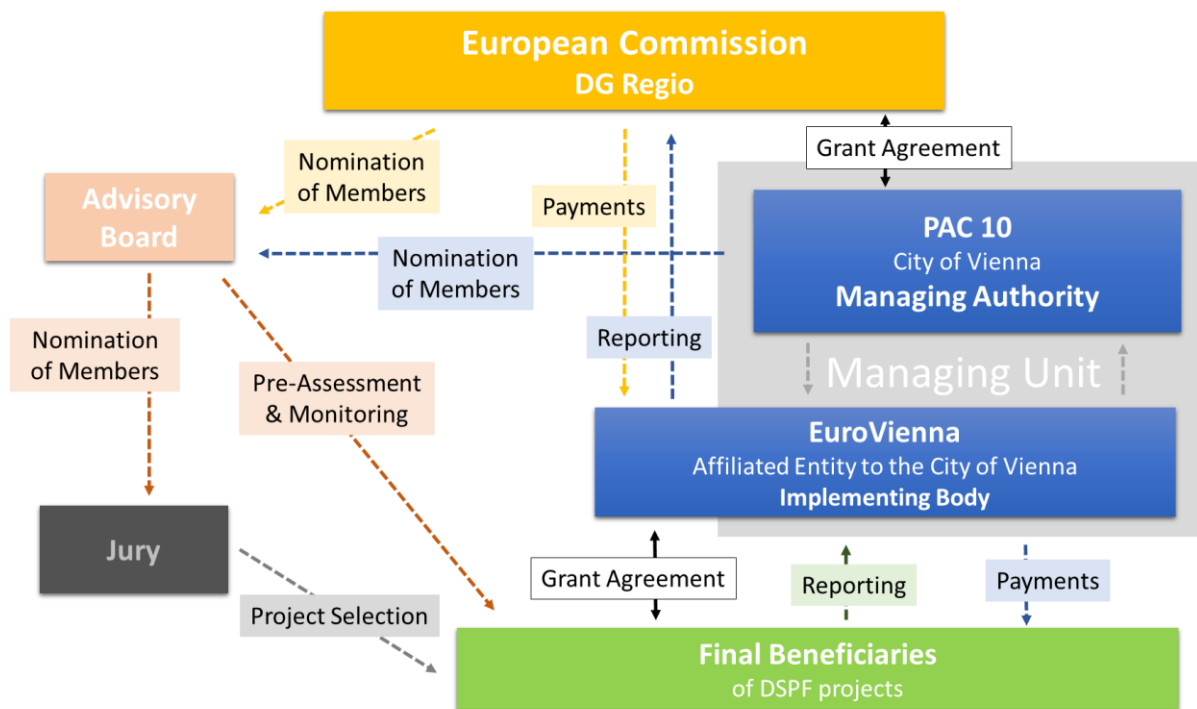 European Commission
DG Regio
Grant Agreement
Nomination
of Members
Advisory
Board
Payments
PAC 10
City of Vienna
Managing Authority
Nomination
of Members
Nomination
of Members
Reporting
Managing Unit
Pre-Assessment
& Monitoring
EuroVienna
Affiliated Entity to the City of Vienna
Implementing Body
Jury
Grant Agreement
Reporting
Payments
Project Selection
Final Beneficiaries
of DSPF projects